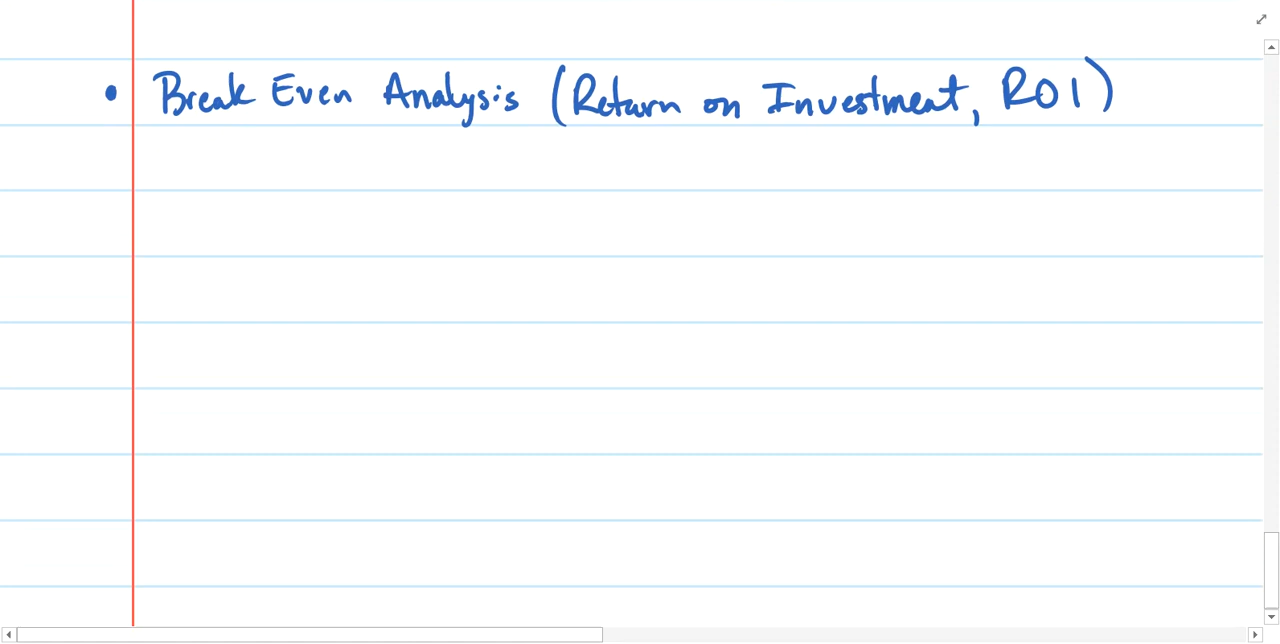 • Break Even Analysis (Return on Investment, ROI)